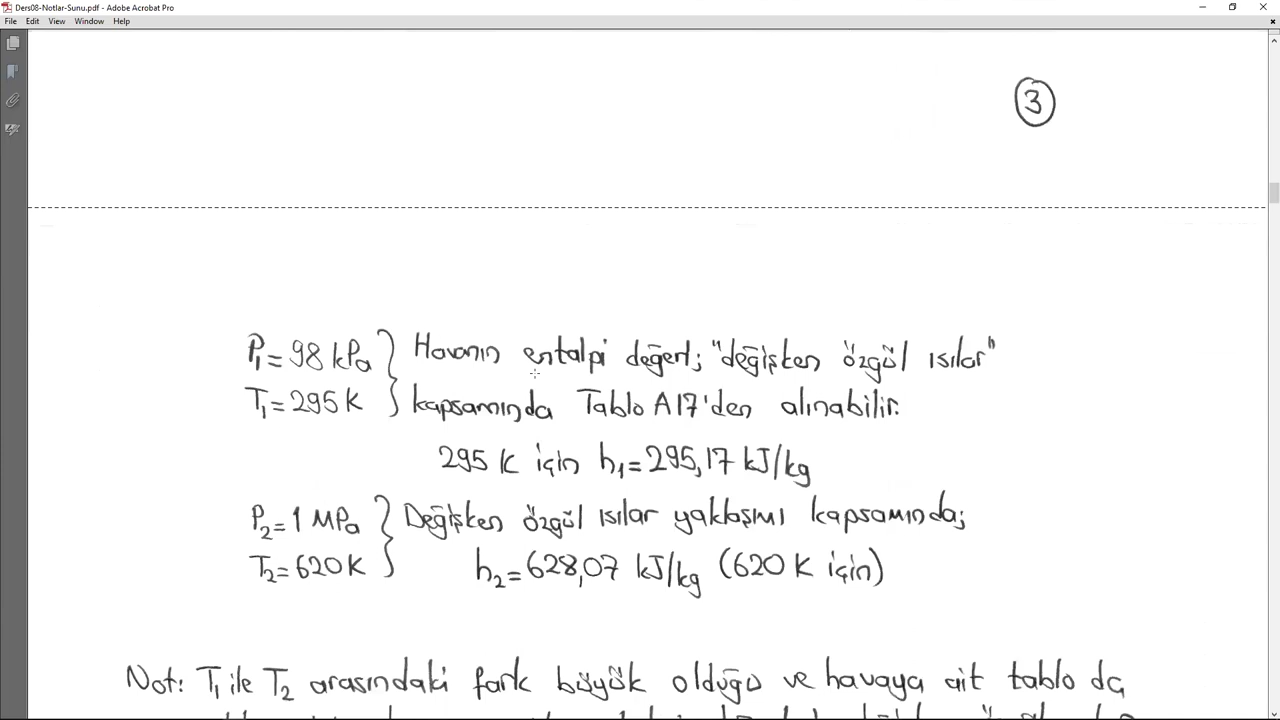 Ders08-Notlar-Sunu.pdf - Adobe Acrobat Pro
File Edit View Window Help
3
P₁=98 kPa } Havanın entalpi değeri; "değişken özgül ısılar"
T₁=295 K } kapsamında Tablo A17'den alınabilir.
295 K için h₁=295,17 kJ/kg
P₂=1 MPa } Değişken özgül ısılar yaklaşımı kapsamında;
T₂=620 K } h₂=628,07 kJ/kg (620 K için)
Not: T₁ ile T₂ arasındaki fark büyük olduğu ve havaya ait tablo da